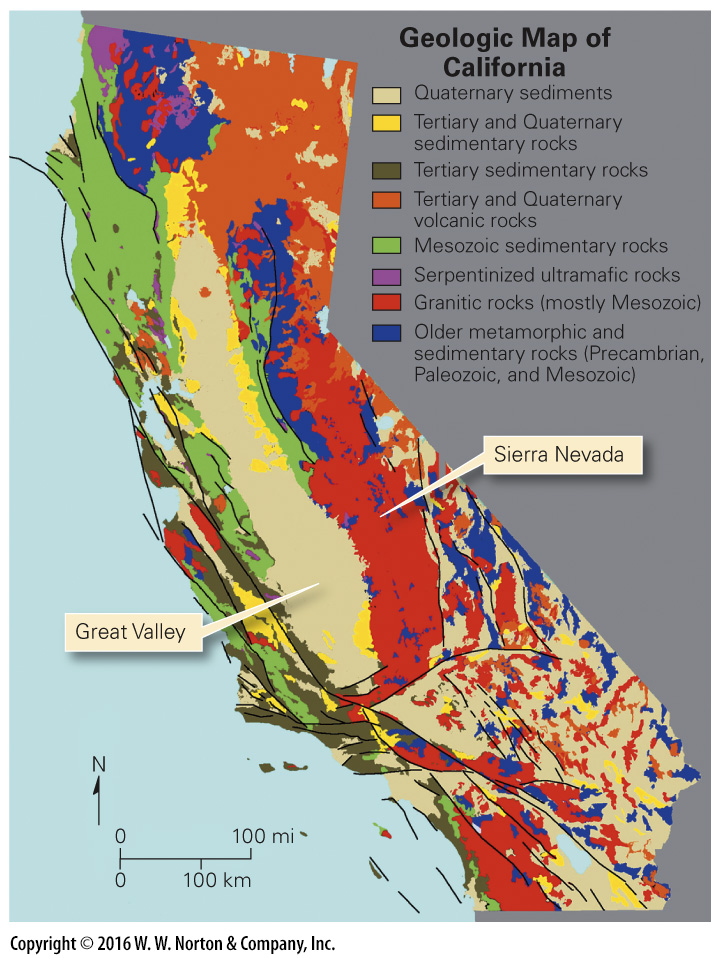 Geologic Map of
California
Quaternary sediments
Tertiary and Quaternary
sedimentary rocks
Tertiary sedimentary rocks
Tertiary and Quaternary
volcanic rocks
Mesozoic sedimentary rocks
Serpentinized ultramafic rocks
Granitic rocks (mostly Mesozoic)
Older metamorphic and
sedimentary rocks (Precambrian,
Paleozoic, and Mesozoic)
Sierra Nevada
Great Valley
N
0 100 mi
0 100 km
Copyright © 2016 W. W. Norton & Company, Inc.